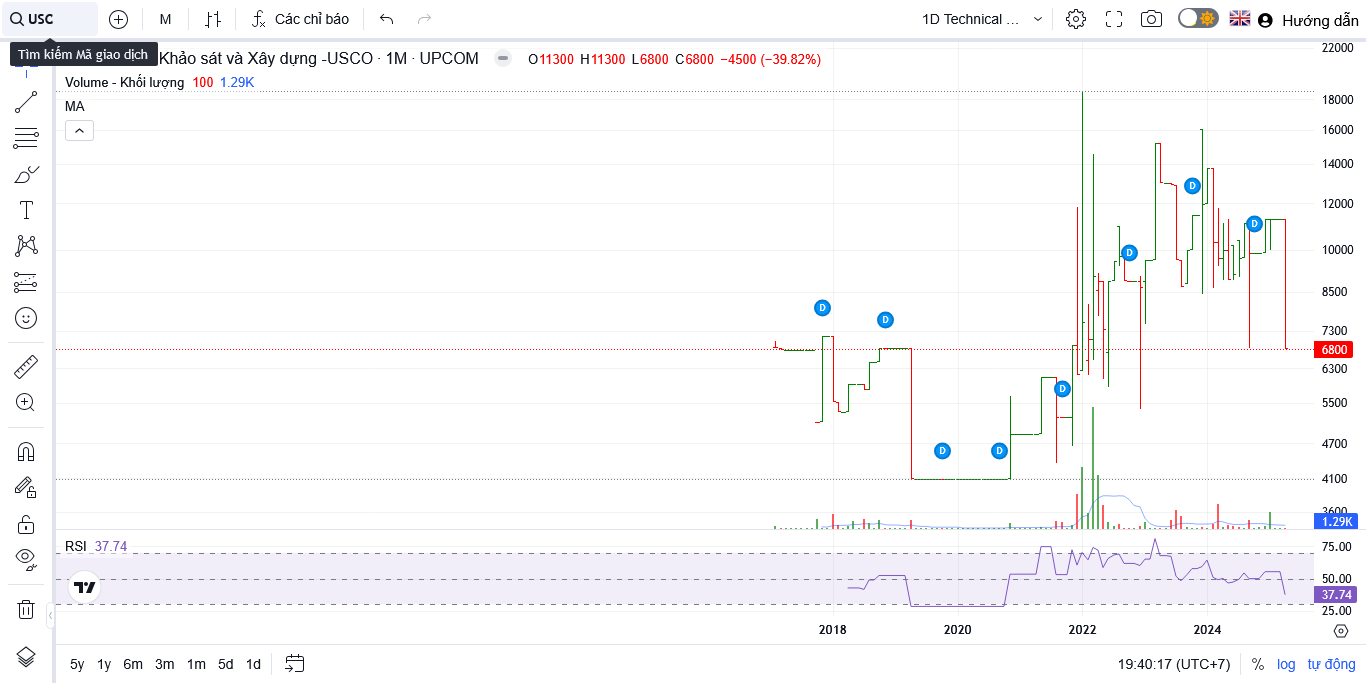 USC
M
Các chỉ báo
1D Technical ...
Hướng dẫn
Tìm kiếm Mã giao dịch
Khảo sát và Xây dựng -USCO · 1M · UPCOM
O11300 H11300 L6800 C6800 −4500 (−39.82%)
Volume - Khối lượng 100 1.29K
MA
22000
18000
16000
14000
12000
10000
8500
7300
6800
6300
5500
4700
4100
3600
1.29K
D
D
D
D
D
D
D
D
RSI 37.74
75.00
50.00
37.74
25.00
2018
2020
2022
2024
5y 1y 6m 3m 1m 5d 1d
19:40:17 (UTC+7)
% log tự động